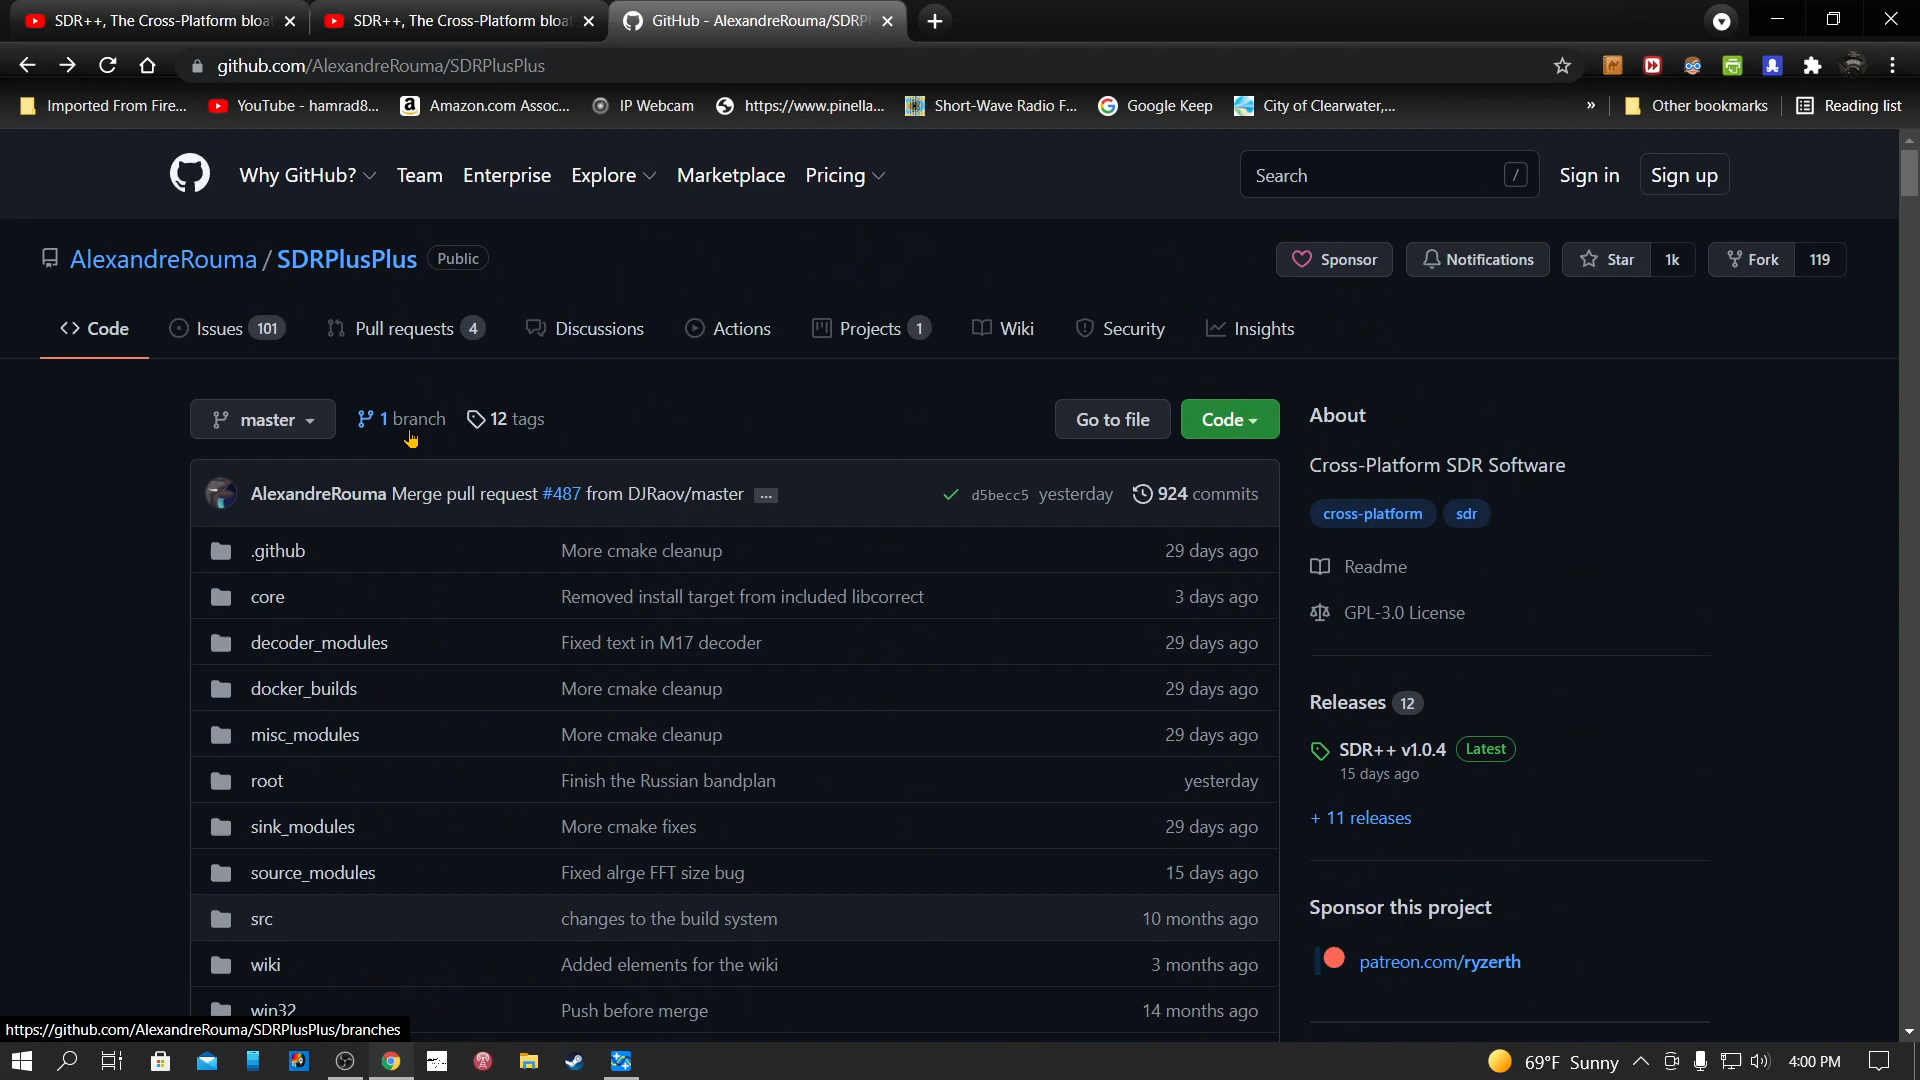 SDR++, The Cross-Platform bloa
SDR++, The Cross-Platform bloa
GitHub - AlexandreRouma/SDRP
github.com/AlexandreRouma/SDRPlusPlus
Imported From Fire... YouTube - hamrad8... Amazon.com Assoc... IP Webcam https://www.pinella... Short-Wave Radio F... Google Keep City of Clearwater,... » Other bookmarks Reading list
Why GitHub? Team Enterprise Explore Marketplace Pricing Search / Sign in Sign up
AlexandreRouma / SDRPlusPlus Public Sponsor Notifications Star 1k Fork 119
<> Code Issues 101 Pull requests 4 Discussions Actions Projects 1 Wiki Security Insights
master 1 branch 12 tags Go to file Code
AlexandreRouma Merge pull request #487 from DJRaov/master ... d5becc5 yesterday 924 commits
.github More cmake cleanup 29 days ago
core Removed install target from included libcorrect 3 days ago
decoder_modules Fixed text in M17 decoder 29 days ago
docker_builds More cmake cleanup 29 days ago
misc_modules More cmake cleanup 29 days ago
root Finish the Russian bandplan yesterday
sink_modules More cmake fixes 29 days ago
source_modules Fixed alrge FFT size bug 15 days ago
src changes to the build system 10 months ago
wiki Added elements for the wiki 3 months ago
win32 Push before merge 14 months ago
About
Cross-Platform SDR Software
cross-platform sdr
Readme
GPL-3.0 License
Releases 12
SDR++ v1.0.4 Latest
15 days ago
+ 11 releases
Sponsor this project
patreon.com/ryzerth
https://github.com/AlexandreRouma/SDRPlusPlus/branches
69°F Sunny 4:00 PM